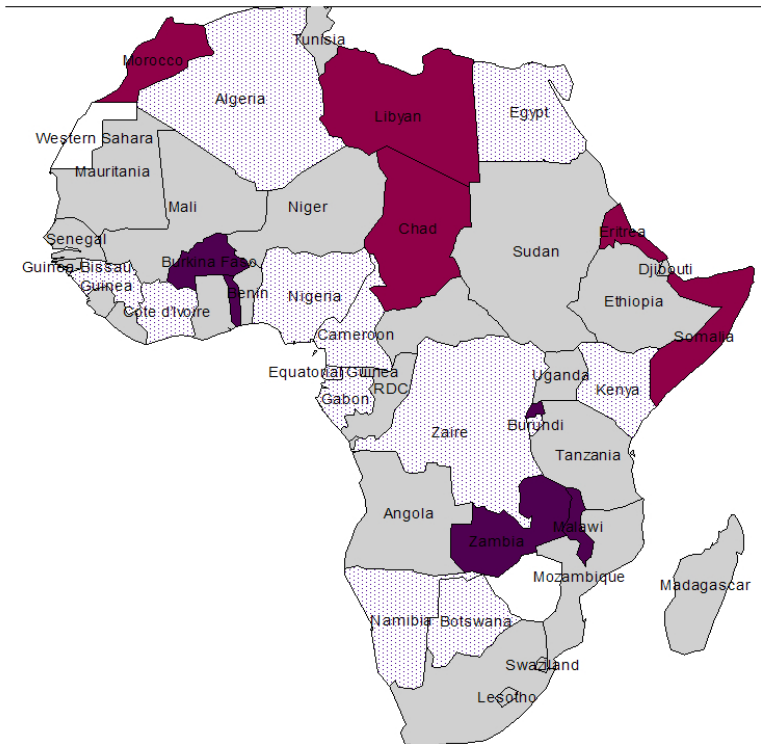 Tunisia
Morocco
Algeria
Libyan
Egypt
Western Sahara
Mauritania
Mali
Niger
Chad
Sudan
Eritrea
Senegal
Djibouti
Guinea-Bissau
Burkina Faso
Guinea
Benin
Nigeria
Ethiopia
Cote d'Ivoire
Cameroon
Somalia
Equatorial Guinea
RDC
Uganda
Kenya
Gabon
Zaire
Burundi
Tanzania
Angola
Malawi
Zambia
Mozambique
Madagascar
Namibia
Botswana
Swaziland
Lesotho